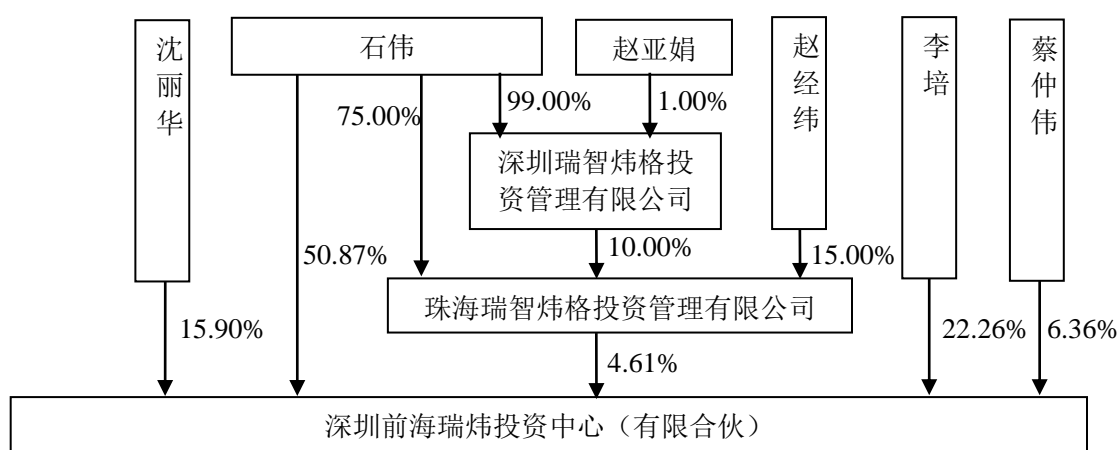 沈丽华
石伟
赵亚娟
赵经纬
李培
蔡仲伟
75.00%
99.00%
1.00%
深圳瑞智炜格投
资管理有限公司
50.87%
10.00%
15.00%
珠海瑞智炜格投资管理有限公司
15.90%
4.61%
22.26%
6.36%
深圳前海瑞炜投资中心（有限合伙）